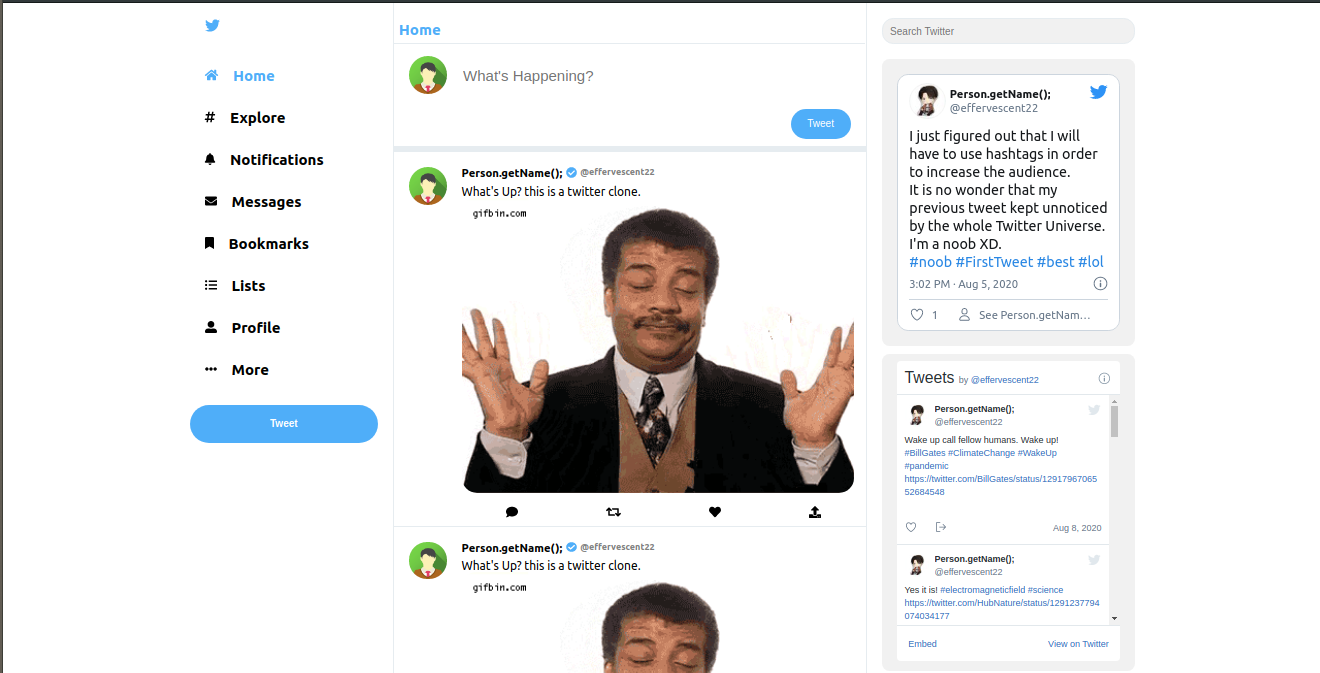 Home
Explore
Notifications
Messages
Bookmarks
Lists
Profile
More
Tweet
Home
What's Happening?
Tweet
Person.getName(); @effervescent22
What's Up? this is a twitter clone.
gifbin.com
Person.getName(); @effervescent22
What's Up? this is a twitter clone.
gifbin.com
Search Twitter
Person.getName();
@effervescent22
I just figured out that I will
have to use hashtags in order
to increase the audience.
It is no wonder that my
previous tweet kept unnoticed
by the whole Twitter Universe.
I'm a noob XD.
#noob #FirstTweet #best #lol
3:02 PM · Aug 5, 2020
1 See Person.getNam…
Tweets by @effervescent22
Person.getName();
@effervescent22
Wake up call fellow humans. Wake up!
#BillGates #ClimateChange #WakeUp
#pandemic
https://twitter.com/BillGates/status/12917967065
52684548
Aug 8, 2020
Person.getName();
@effervescent22
Yes it is! #electromagneticfield #science
https://twitter.com/HubNature/status/1291237794
074034177
Embed View on Twitter